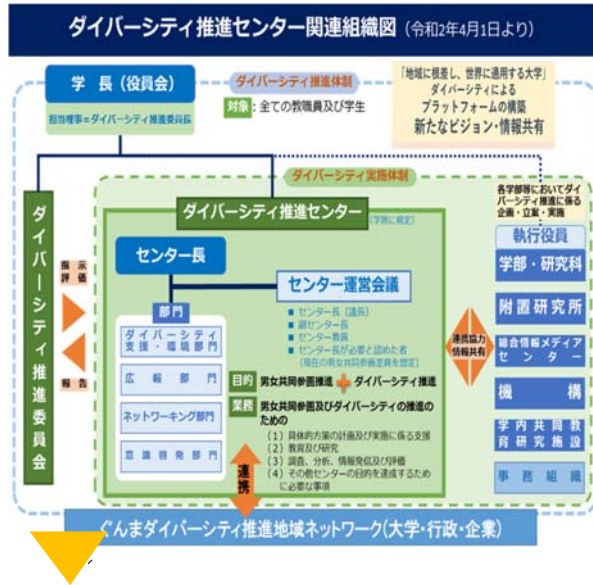 ダイバーシティ推進センター関連組織図（令和2年4月1日より）
学 長（役員会）
担当理事＝ダイバーシティ推進委員長
ダイバーシティ推進体制
対象：全ての教職員及び学生
「地域に根差し、世界に通用する大学」
ダイバーシティによる
プラットフォームの構築
新たなビジョン・情報共有
ダイバーシティ実施体制
ダイバーシティ推進委員会
指示
評価
報告
ダイバーシティ推進センター
（学則に規定）
センター長
部門
ダイバーシティ
支援・環境部門
広報部門
ネットワーキング部門
意識啓発部門
センター運営会議
■ センター長（議長）
■ 副センター長
■ センター教員
■ センター長が必要と認めた者
（現在の男女共同参画室員を想定）
目的 男女共同参画推進 ＋ ダイバーシティ推進
業務 男女共同参画及びダイバーシティの推進の
ための
（1）具体的方策の計画及び実施に係る支援
（2）教育及び研究
（3）調査、分析、情報発信及び評価
（4）その他センターの目的を達成するため
に必要な事項
連携
連携協力
情報共有
各学部等においてダイ
バーシティ推進に係る
企画・立案・実施
執行役員
学部・研究科
附置研究所
総合情報メディア
センター
機構
学内共同教
育研究施設
事務組織
ぐんまダイバーシティ推進地域ネットワーク(大学・行政・企業）